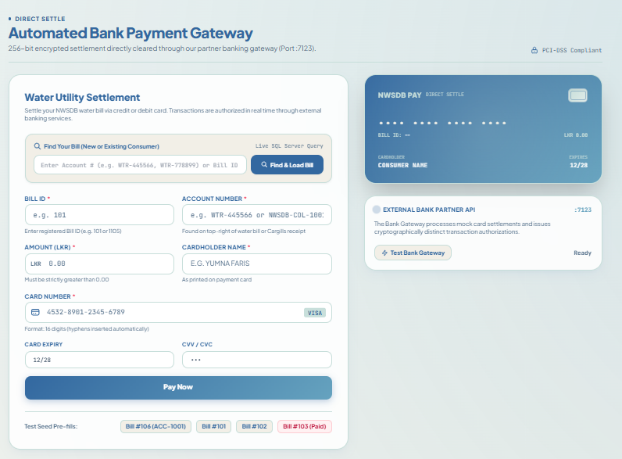 • DIRECT SETTLE
Automated Bank Payment Gateway
256-bit encrypted settlement directly cleared through our partner banking gateway (Port :7123).
PCI-DSS Compliant
Water Utility Settlement
Settle your NWSDB water bill via credit or debit card. Transactions are authorized in real time through external
banking services.
Find Your Bill (New or Existing Consumer)
Live SQL Server Query
Enter Account # (e.g. WTR-445566, WTR-778899) or Bill ID
Find & Load Bill
BILL ID *
ACCOUNT NUMBER *
e.g. 101
e.g. WTR-445566 or NWSDB-COL-100
Enter registered Bill ID (e.g. 101 or 1105)
Found on top-right of water bill or Cargills receipt
AMOUNT (LKR) *
CARDHOLDER NAME *
LKR 0.00
E.G. YUMNA FARIS
Must be strictly greater than 0.00
As printed on payment card
CARD NUMBER *
4532-8901-2345-6789
VISA
Format: 16 digits (hyphens inserted automatically)
CARD EXPIRY
CVV / CVC
12/28
•••
Pay Now
Test Seed Pre-fills:
Bill #106 (ACC-1001)
Bill #101
Bill #102
Bill #103 (Paid)
NWSDB PAY DIRECT SETTLE
•••• •••• •••• ••••
BILL ID: --
LKR 0.00
CARDHOLDER
EXPIRES
CONSUMER NAME
12/28
EXTERNAL BANK PARTNER API
:7123
The Bank Gateway processes mock card settlements and issues
cryptographically distinct transaction authorizations.
Test Bank Gateway
Ready